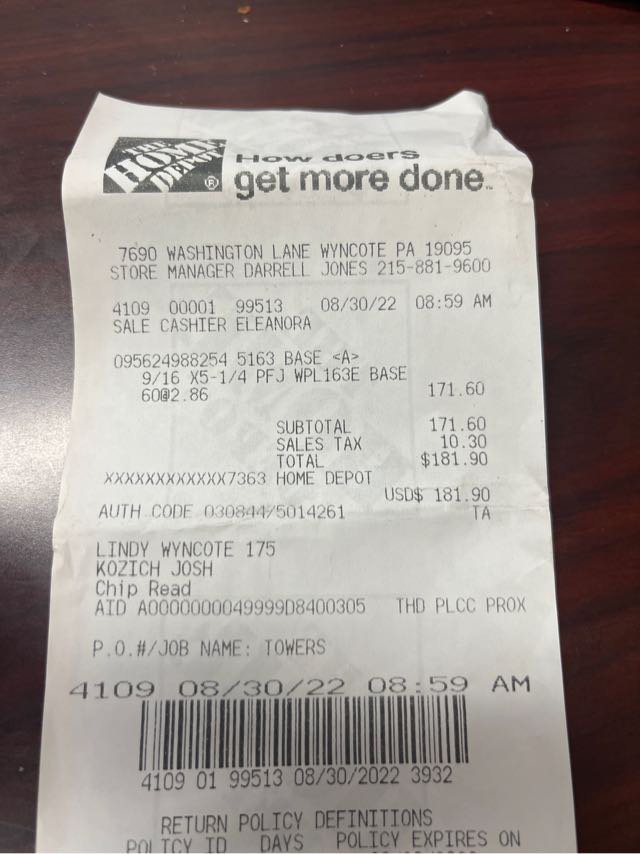 THE HOME DEPOT ®
How doers
get more done™
7690 WASHINGTON LANE WYNCOTE PA 19095
STORE MANAGER DARRELL JONES 215-881-9600
4109 00001 99513 08/30/22 08:59 AM
SALE CASHIER ELEANORA
095624988254 5163 BASE <A>
9/16 X5-1/4 PFJ WPL163E BASE
60@2.86 171.60
SUBTOTAL 171.60
SALES TAX 10.30
TOTAL $181.90
XXXXXXXXXXXX7363 HOME DEPOT
USD$ 181.90
AUTH CODE 030844/5014261 TA
LINDY WYNCOTE 175
KOZICH JOSH
Chip Read
AID A0000000049999D8400305 THD PLCC PROX
P.O.#/JOB NAME: TOWERS
4109 08/30/22 08:59 AM
4109 01 99513 08/30/2022 3932
RETURN POLICY DEFINITIONS
POLICY ID DAYS POLICY EXPIRES ON